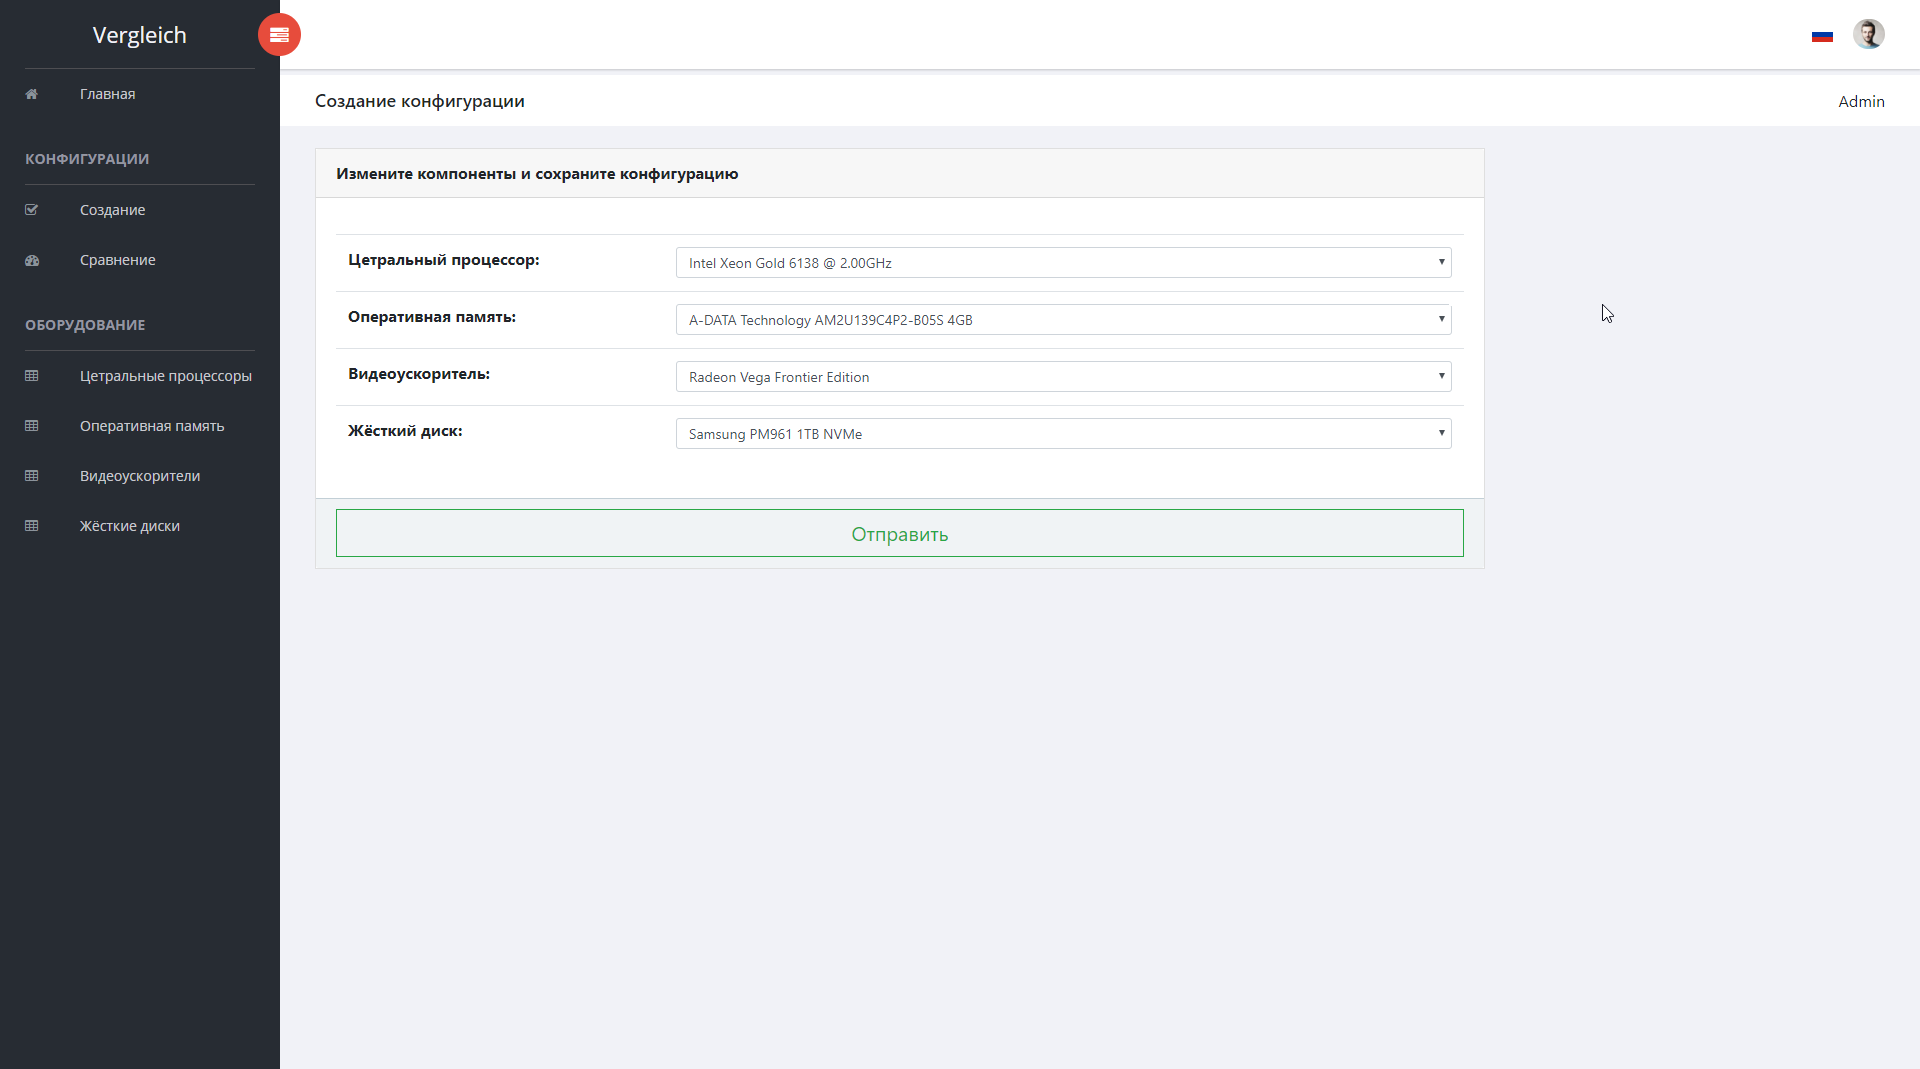 Vergleich
Главная
КОНФИГУРАЦИИ
Создание
Сравнение
ОБОРУДОВАНИЕ
Цетральные процессоры
Оперативная память
Видеоускорители
Жёсткие диски
Создание конфигурации
Admin
Измените компоненты и сохраните конфигурацию
Цетральный процессор: Intel Xeon Gold 6138 @ 2.00GHz
Оперативная память: A-DATA Technology AM2U139C4P2-B05S 4GB
Видеоускоритель: Radeon Vega Frontier Edition
Жёсткий диск: Samsung PM961 1TB NVMe
Отправить